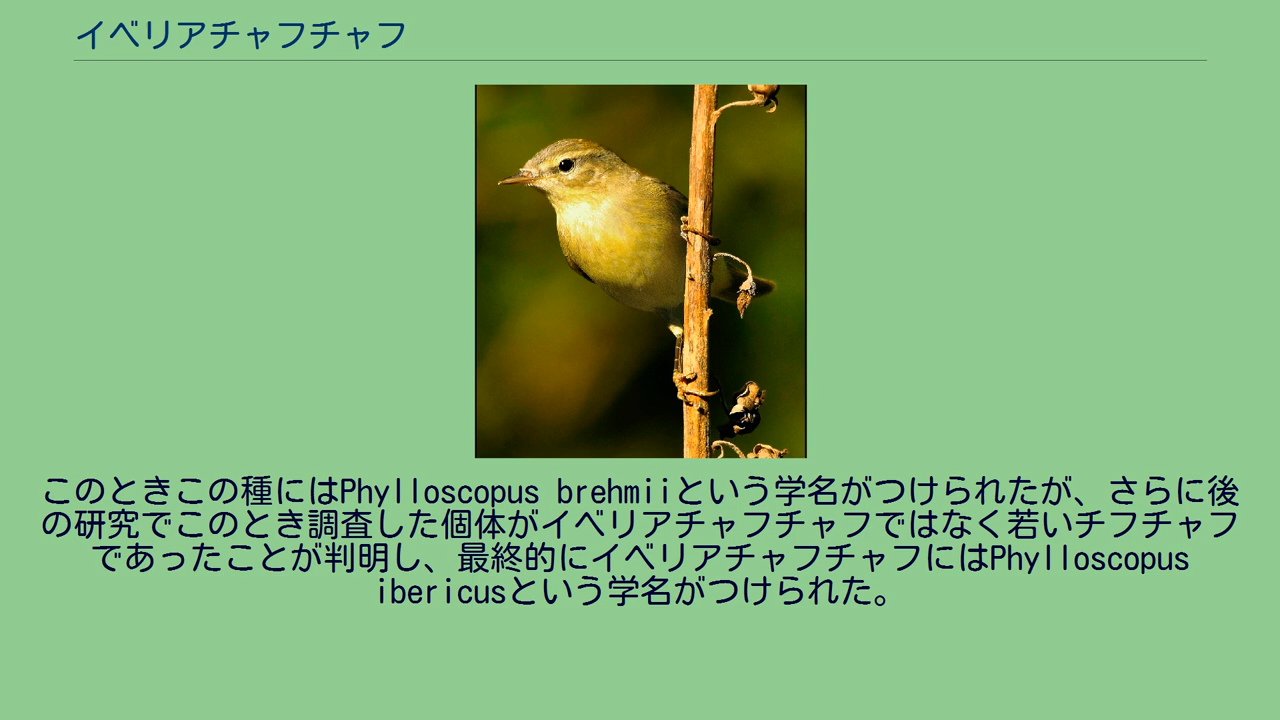 イベリアチャフチャフ
このときこの種にはPhylloscopus brehmiiという学名がつけられたが、さらに後
の研究でこのとき調査した個体がイベリアチャフチャフではなく若いチフチャフ
であったことが判明し、最終的にイベリアチャフチャフにはPhylloscopus
ibericusという学名がつけられた。